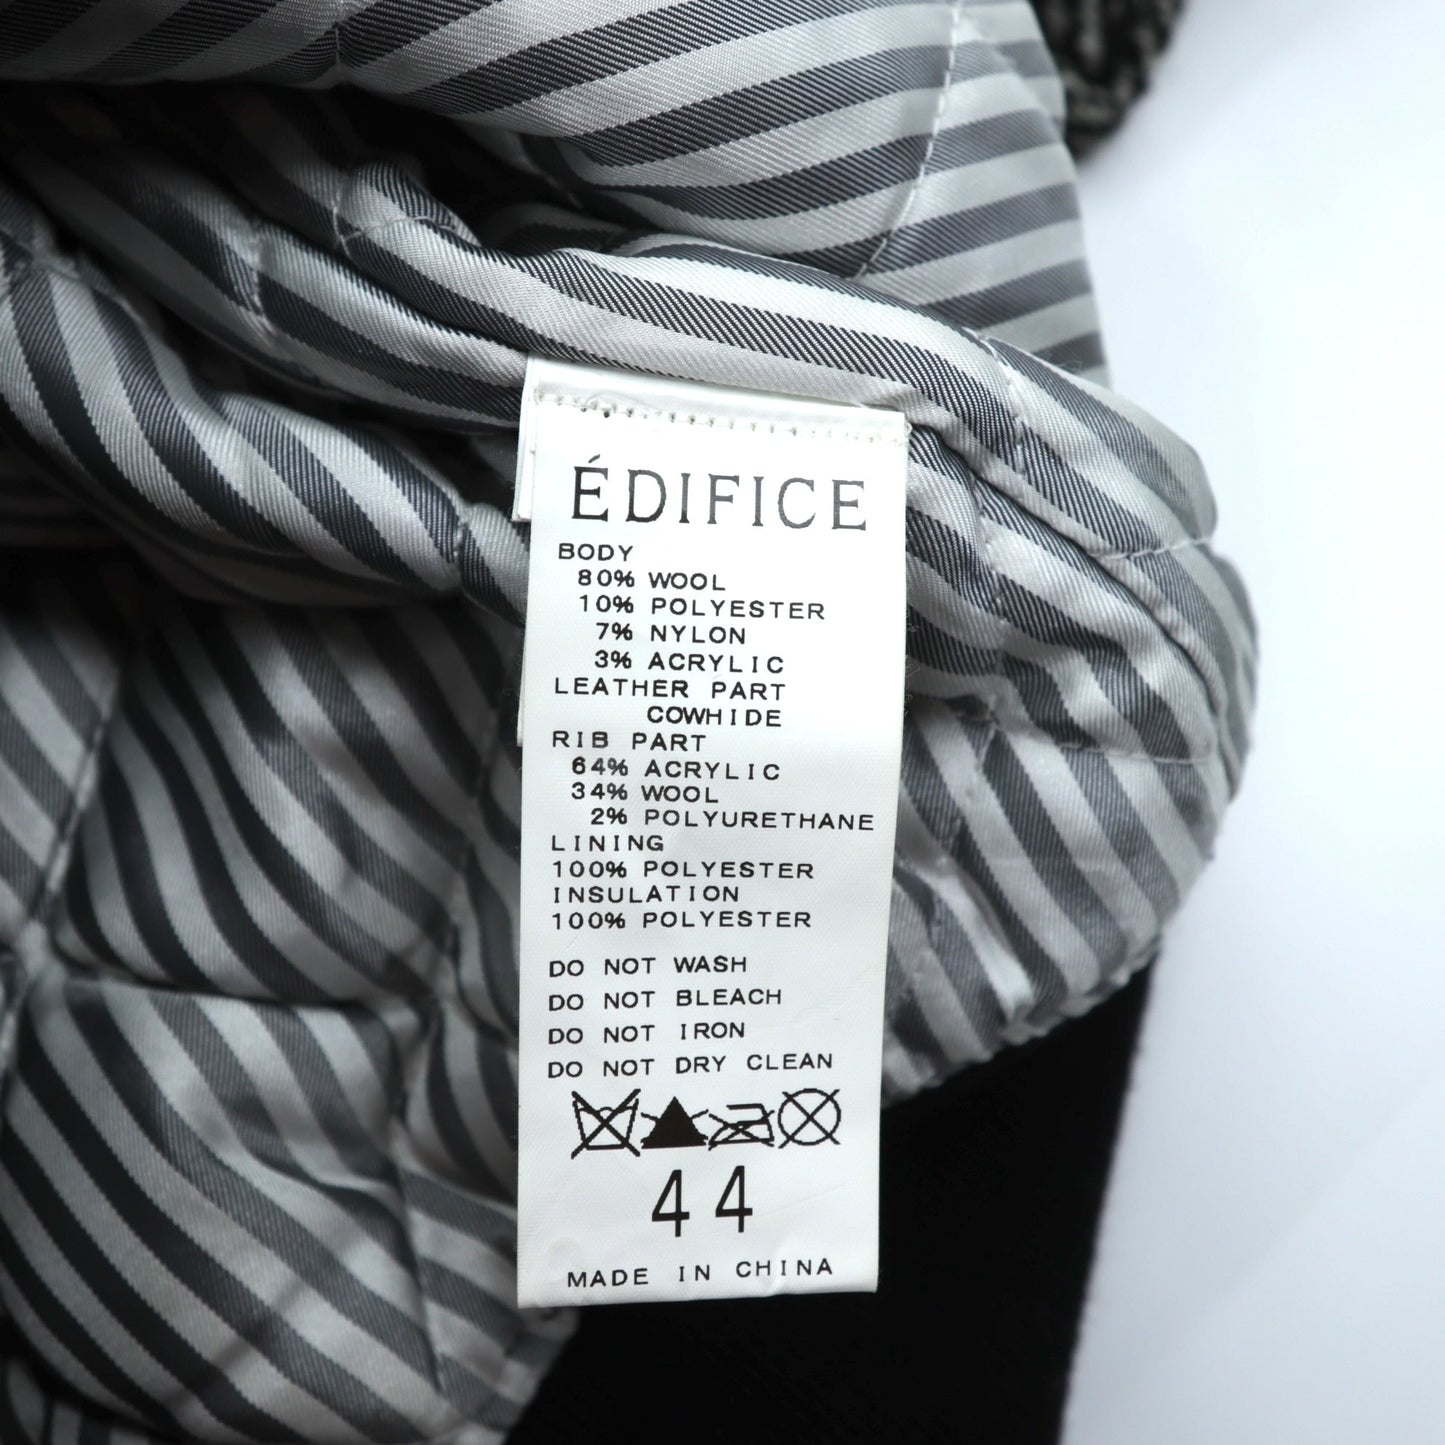 ÉDIFICE
BODY
80% WOOL
10% POLYESTER
7% NYLON
3% ACRYLIC
LEATHER PART
COWHIDE
RIB PART
64% ACRYLIC
34% WOOL
2% POLYURETHANE
LINING
100% POLYESTER
INSULATION
100% POLYESTER
DO NOT WASH
DO NOT BLEACH
DO NOT IRON
DO NOT DRY CLEAN
44
MADE IN CHINA